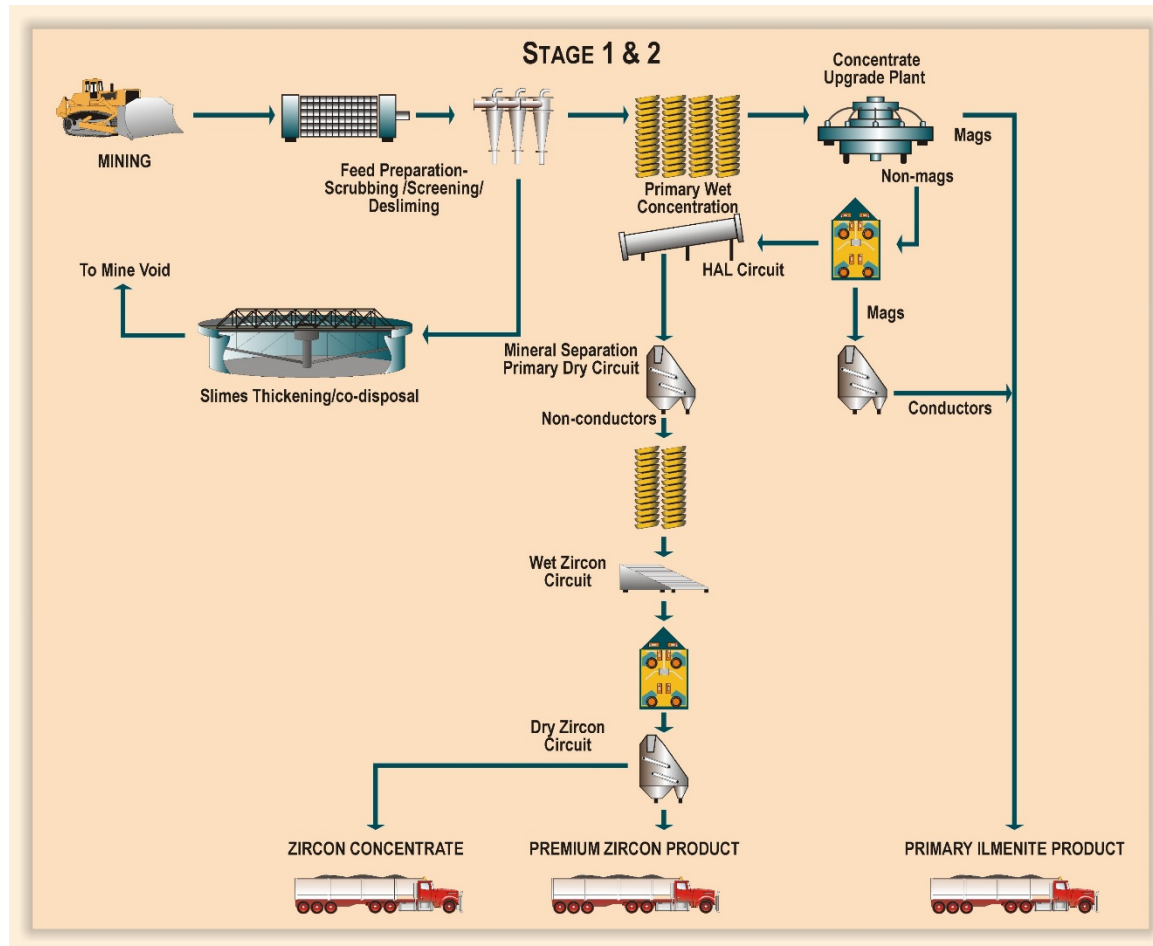 STAGE 1 & 2
Concentrate
Upgrade Plant
MINING
Feed Preparation-
Scrubbing /Screening/
Desliming
Primary Wet
Concentration
Mags
Non-mags
HAL Circuit
To Mine Void
Mags
Mineral Separation
Primary Dry Circuit
Slimes Thickening/co-disposal
Conductors
Non-conductors
Wet Zircon
Circuit
Dry Zircon
Circuit
ZIRCON CONCENTRATE
PREMIUM ZIRCON PRODUCT
PRIMARY ILMENITE PRODUCT